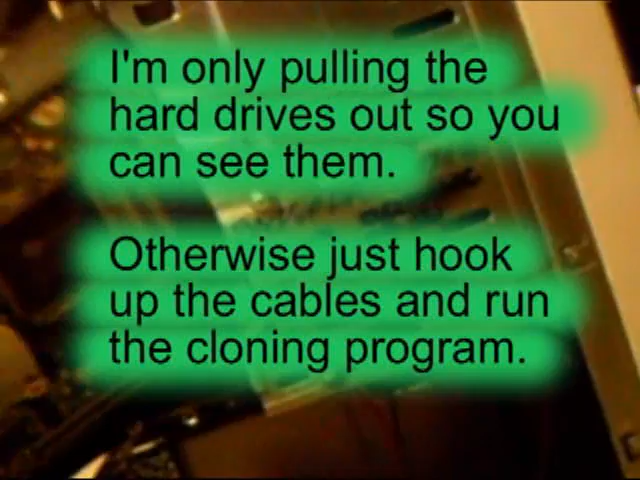 I'm only pulling the
hard drives out so you
can see them.
Otherwise just hook
up the cables and run
the cloning program.